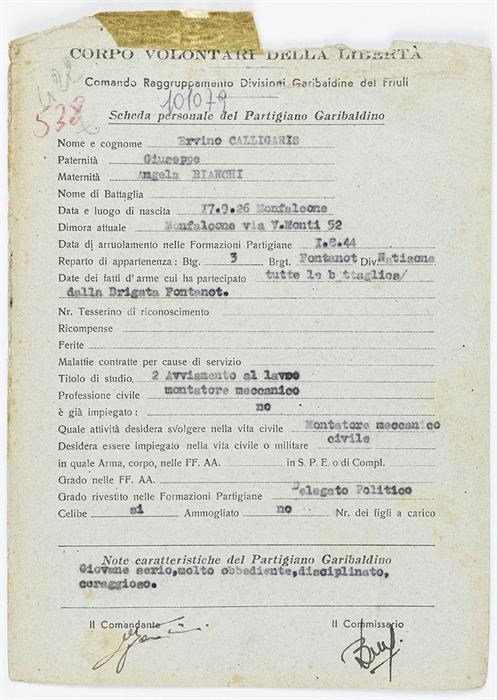 CORPO VOLONTARI DELLA LIBERTÀ
Comando Raggruppamento Divisioni Garibaldine del Friuli
101079
538
Scheda personale del Partigiano Garibaldino
Nome e cognome Ervino CALLIGARIS
Paternità Giuseppe
Maternità Angela BIANCHI
Nome di Battaglia
Data e luogo di nascita 17.9.26 Monfalcone
Dimora attuale Monfalcone via V.Monti 52
Data di arruolamento nelle Formazioni Partigiane I.8.44
Reparto di appartenenza: Btg. 3 Brgt. Fontanot Div. Natisone
Date dei fatti d'arme cui ha partecipato tutte le battaglies/
dalla Brigata Fontanot.
Nr. Tesserino di riconoscimento
Ricompense
Ferite
Malattie contratte per cause di servizio
Titolo di studio. 2 Avviamento al lavoro
Professione civile montatore meccanico
è già impiegato: no
Quale attività desidera svolgere nella vita civile Montatore meccanico
Desidera essere impiegato nella vita civile o militare civile
in quale Arma, corpo, nelle FF. AA. in S. P. E. o di Compl.
Grado nelle FF. AA.
Grado rivestito nelle Formazioni Partigiane Delegato Politico
Celibe si Ammogliato no Nr. dei figli a carico
Note caratteristiche del Partigiano Garibaldino
Giovane serio,molto obbediente,disciplinato,
coraggioso.
Il Comandante Il Commissario